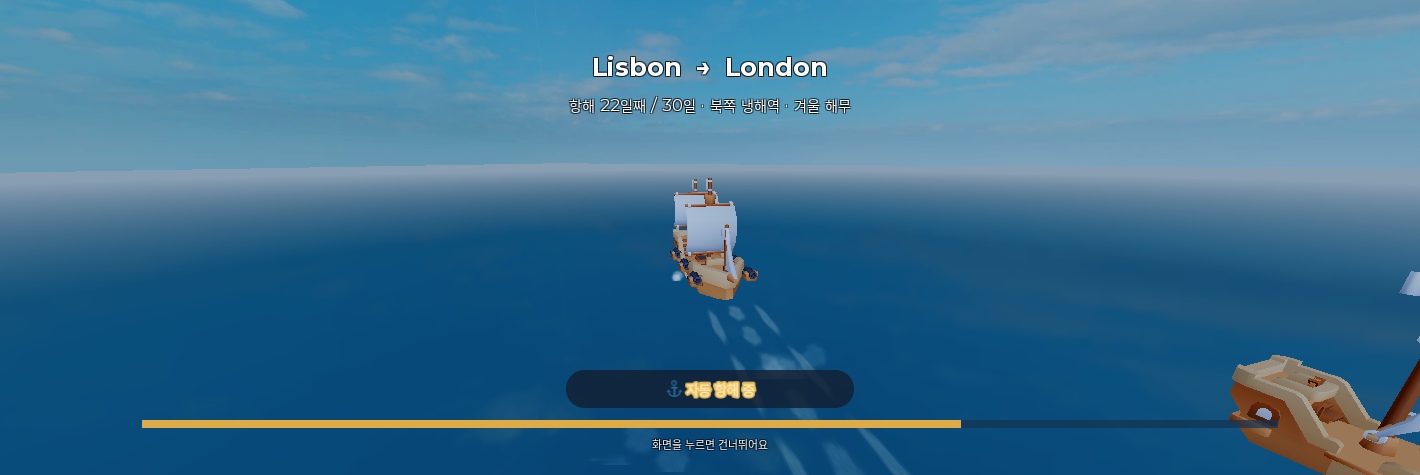 Lisbon → London
항해 22일째 / 30일 · 북쪽 냉해역 · 겨울 해무
⚓ 자동 항해 중
화면을 누르면 건너뛰어요